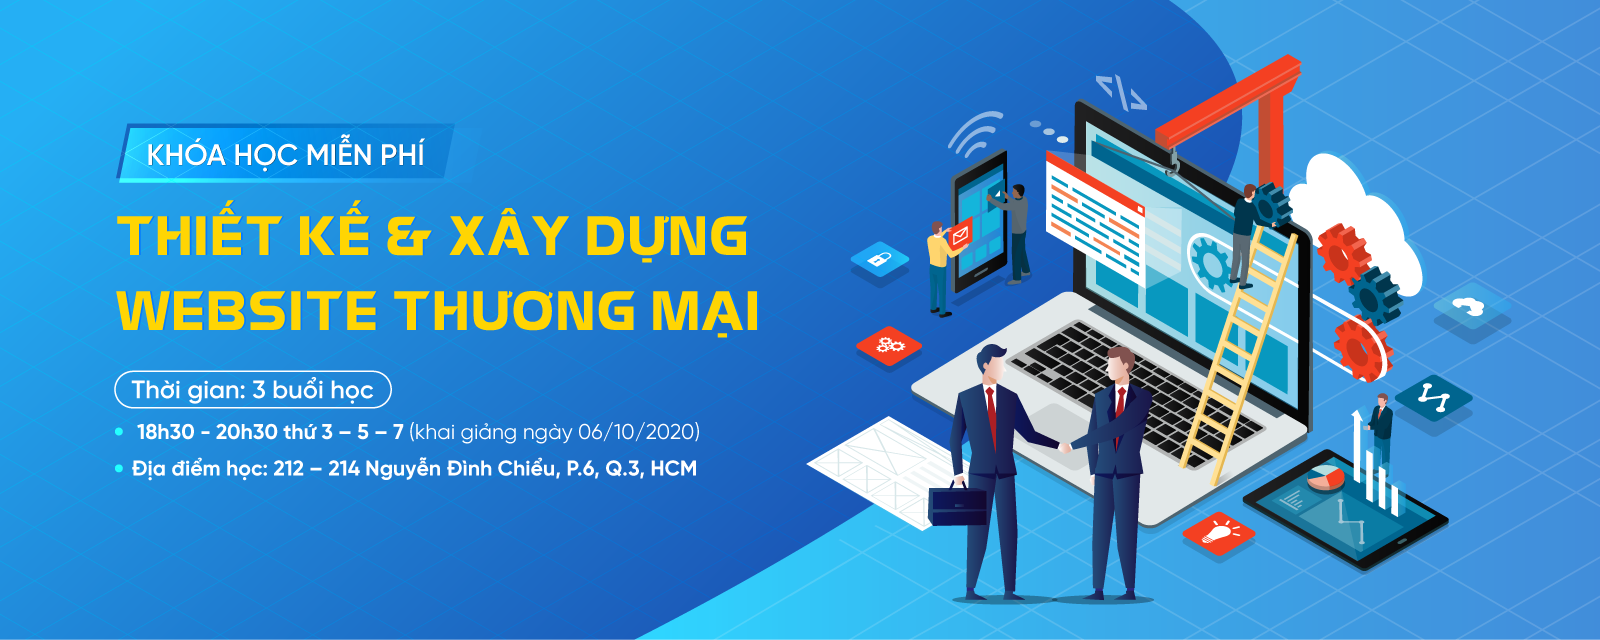 KHÓA HỌC MIỄN PHÍ
THIẾT KẾ & XÂY DỰNG
WEBSITE THƯƠNG MẠI
Thời gian: 3 buổi học
• 18h30 - 20h30 thứ 3 – 5 – 7 (khai giảng ngày 06/10/2020)
• Địa điểm học: 212 – 214 Nguyễn Đình Chiểu, P.6, Q.3, HCM